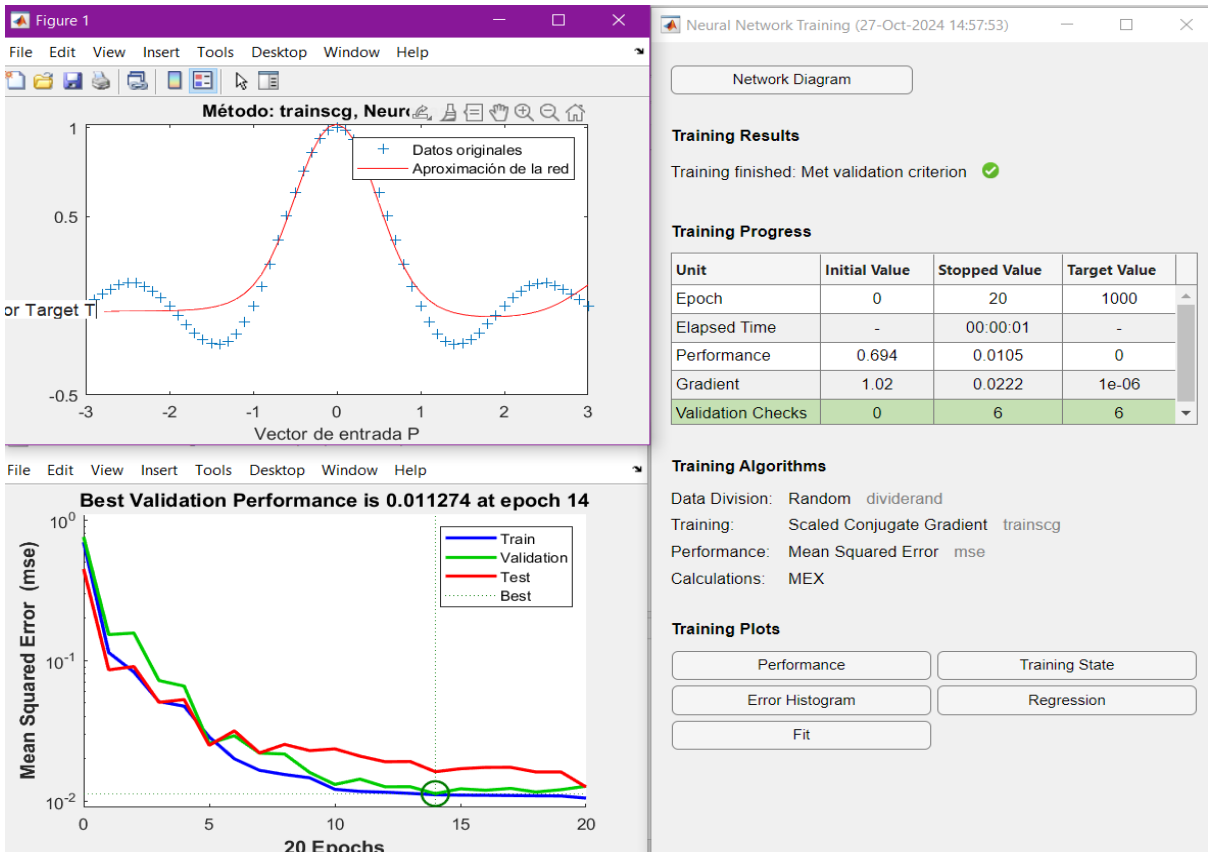 Figure 1
File Edit View Insert Tools Desktop Window Help
Método: trainscg, Neuro
Datos originales
Aproximación de la red
1
0.5
or Target T
-0.5
-3 -2 -1 0 1 2 3
Vector de entrada P
File Edit View Insert Tools Desktop Window Help
Best Validation Performance is 0.011274 at epoch 14
Train
Validation
Test
Best
10^0
10^-1
10^-2
Mean Squared Error (mse)
0 5 10 15 20
20 Epochs
Neural Network Training (27-Oct-2024 14:57:53)
Network Diagram
Training Results
Training finished: Met validation criterion
Training Progress
Unit Initial Value Stopped Value Target Value
Epoch 0 20 1000
Elapsed Time - 00:00:01 -
Performance 0.694 0.0105 0
Gradient 1.02 0.0222 1e-06
Validation Checks 0 6 6
Training Algorithms
Data Division: Random dividerand
Training: Scaled Conjugate Gradient trainscg
Performance: Mean Squared Error mse
Calculations: MEX
Training Plots
Performance Training State
Error Histogram Regression
Fit